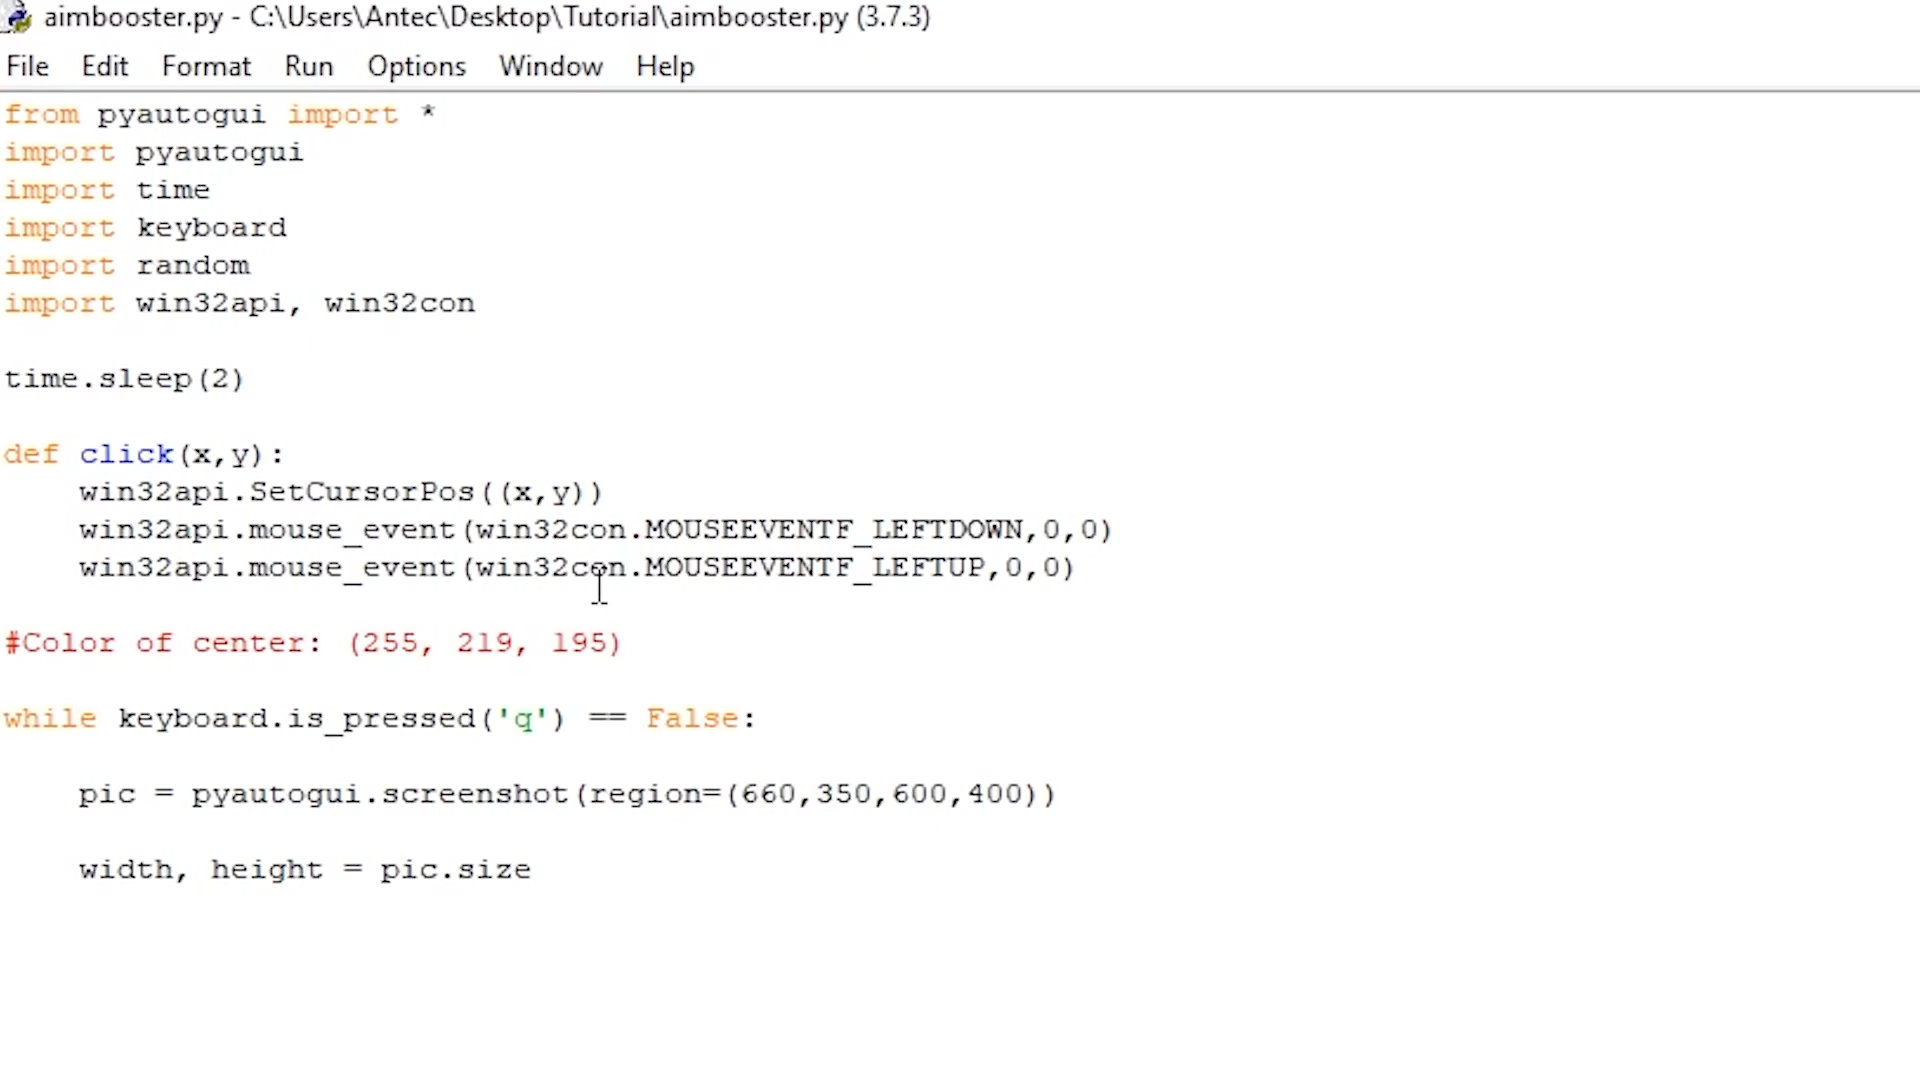 aimbooster.py - C:\Users\Antec\Desktop\Tutorial\aimbooster.py (3.7.3)
File Edit Format Run Options Window Help
from pyautogui import *
import pyautogui
import time
import keyboard
import random
import win32api, win32con
time.sleep(2)
def click(x,y):
    win32api.SetCursorPos((x,y))
    win32api.mouse_event(win32con.MOUSEEVENTF_LEFTDOWN,0,0)
    win32api.mouse_event(win32con.MOUSEEVENTF_LEFTUP,0,0)
#Color of center: (255, 219, 195)
while keyboard.is_pressed('q') == False:
    pic = pyautogui.screenshot(region=(660,350,600,400))
    width, height = pic.size